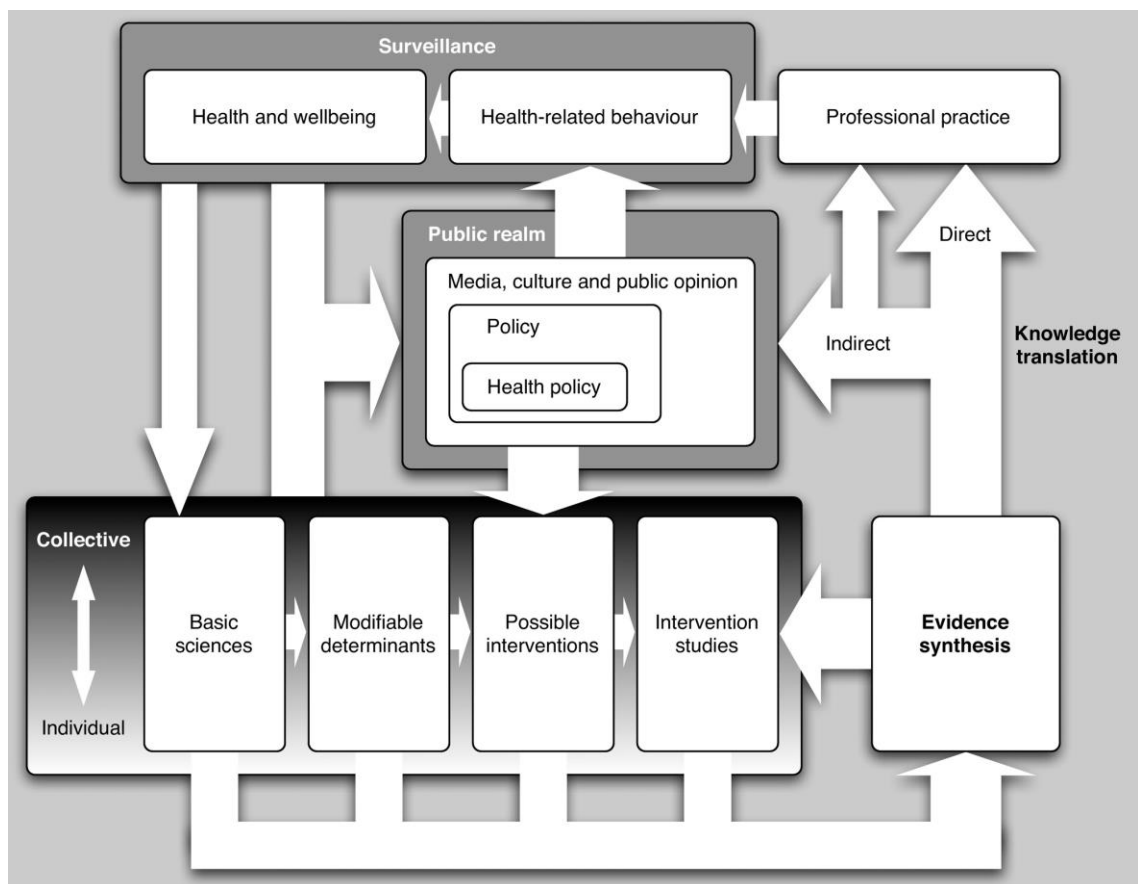 Surveillance
Health and wellbeing
Health-related behaviour
Professional practice
Public realm
Media, culture and public opinion
Policy
Health policy
Direct
Indirect
Knowledge
translation
Collective
Individual
Basic
sciences
Modifiable
determinants
Possible
interventions
Intervention
studies
Evidence
synthesis